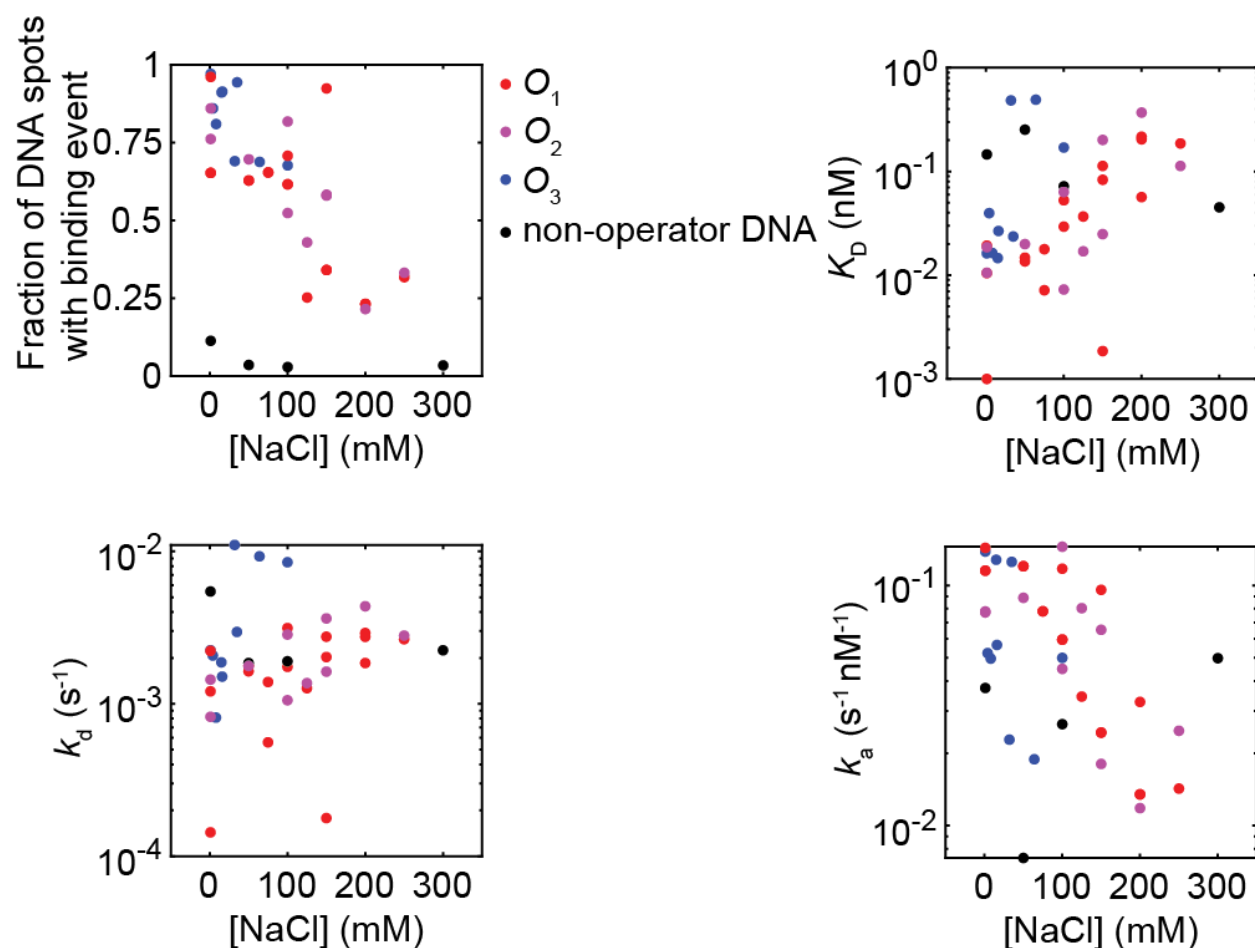 Fraction of DNA spots
with binding event
1
0.75
0.5
0.25
0
0 100 200 300
[NaCl] (mM)
O1
O2
O3
non-operator DNA
KD (nM)
10^0
10^-1
10^-2
10^-3
0 100 200 300
[NaCl] (mM)
kd (s^-1)
10^-2
10^-3
10^-4
0 100 200 300
[NaCl] (mM)
ka (s^-1 nM^-1)
10^-1
10^-2
0 100 200 300
[NaCl] (mM)